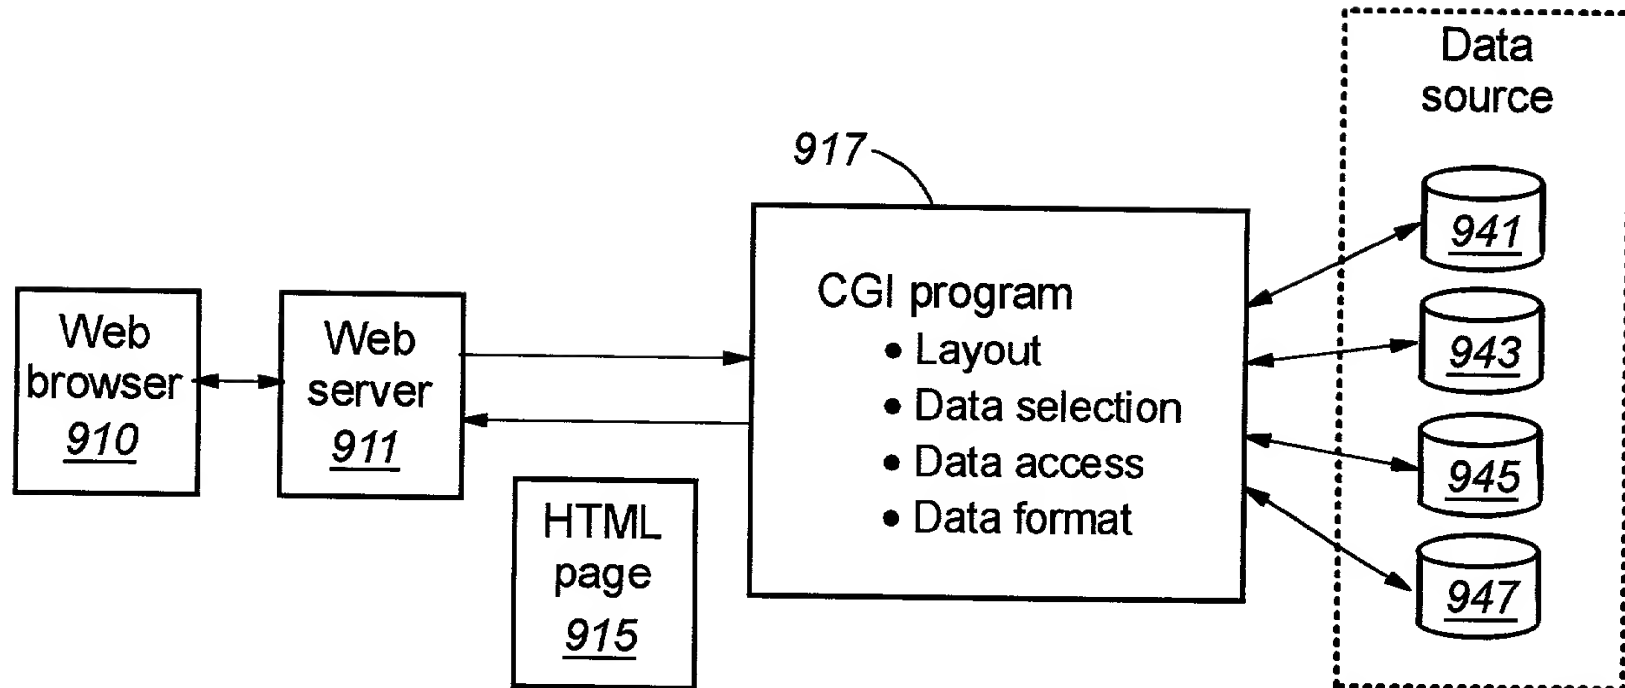 Data
source
917
941
CGI program
Web
browser
910
Web
server
911
• Layout
943
• Data selection
• Data access
945
• Data format
HTML
page
915
947